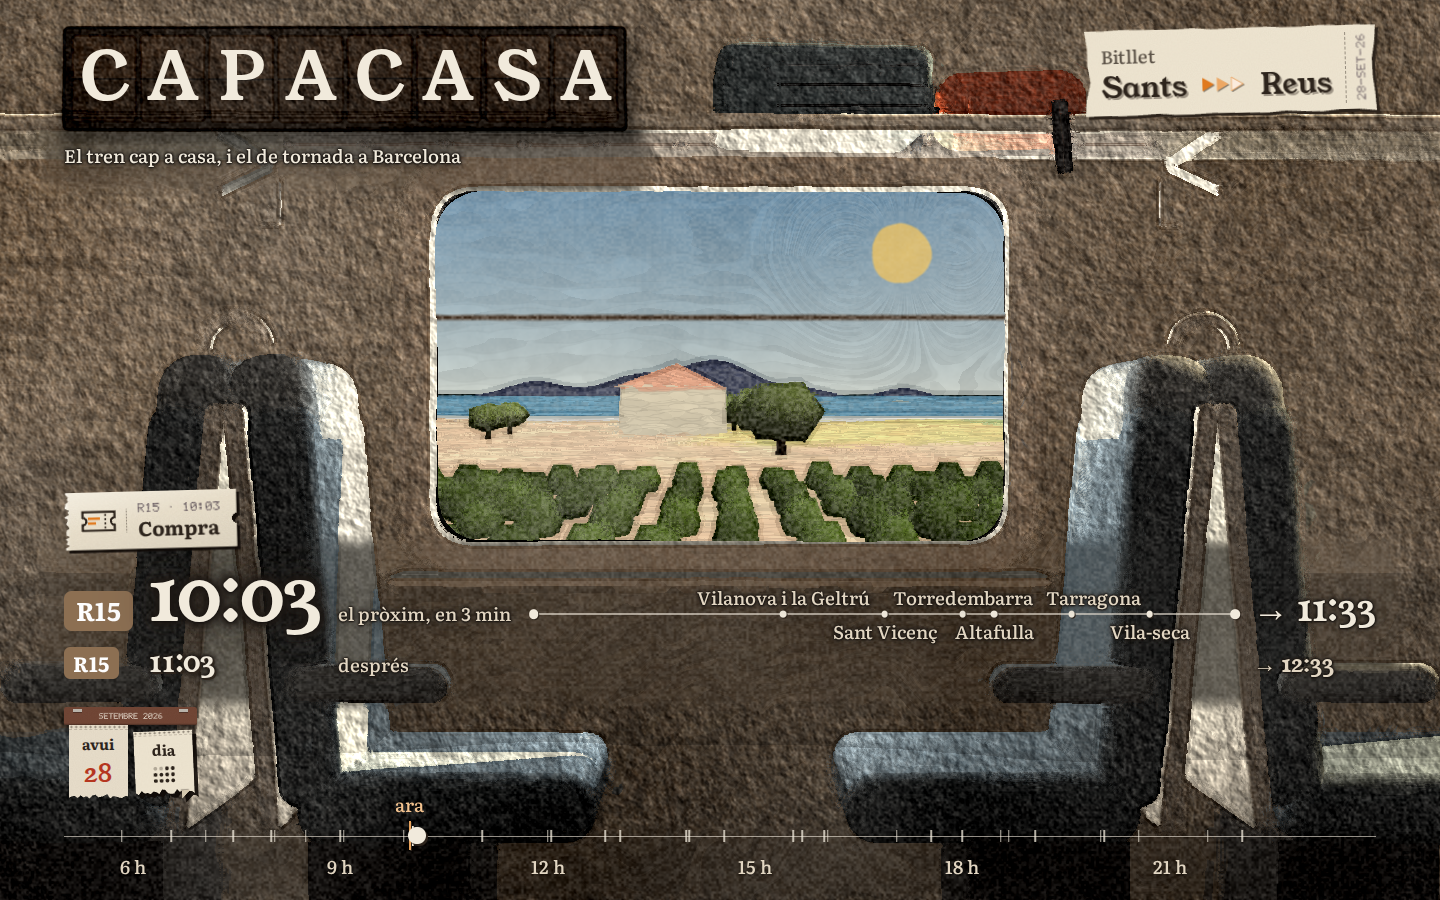 CAPACASA
El tren cap a casa, i el de tornada a Barcelona
Bitllet
Sants Reus
28-SET-26
R15 · 10:03
Compra
R15 10:03 el pròxim, en 3 min
Vilanova i la Geltrú Torredembarra Tarragona
Sant Vicenç Altafulla Vila-seca
→ 11:33
R15 11:03 després → 12:33
SETEMBRE 2026
avui
28
dia
ara
6 h 9 h 12 h 15 h 18 h 21 h